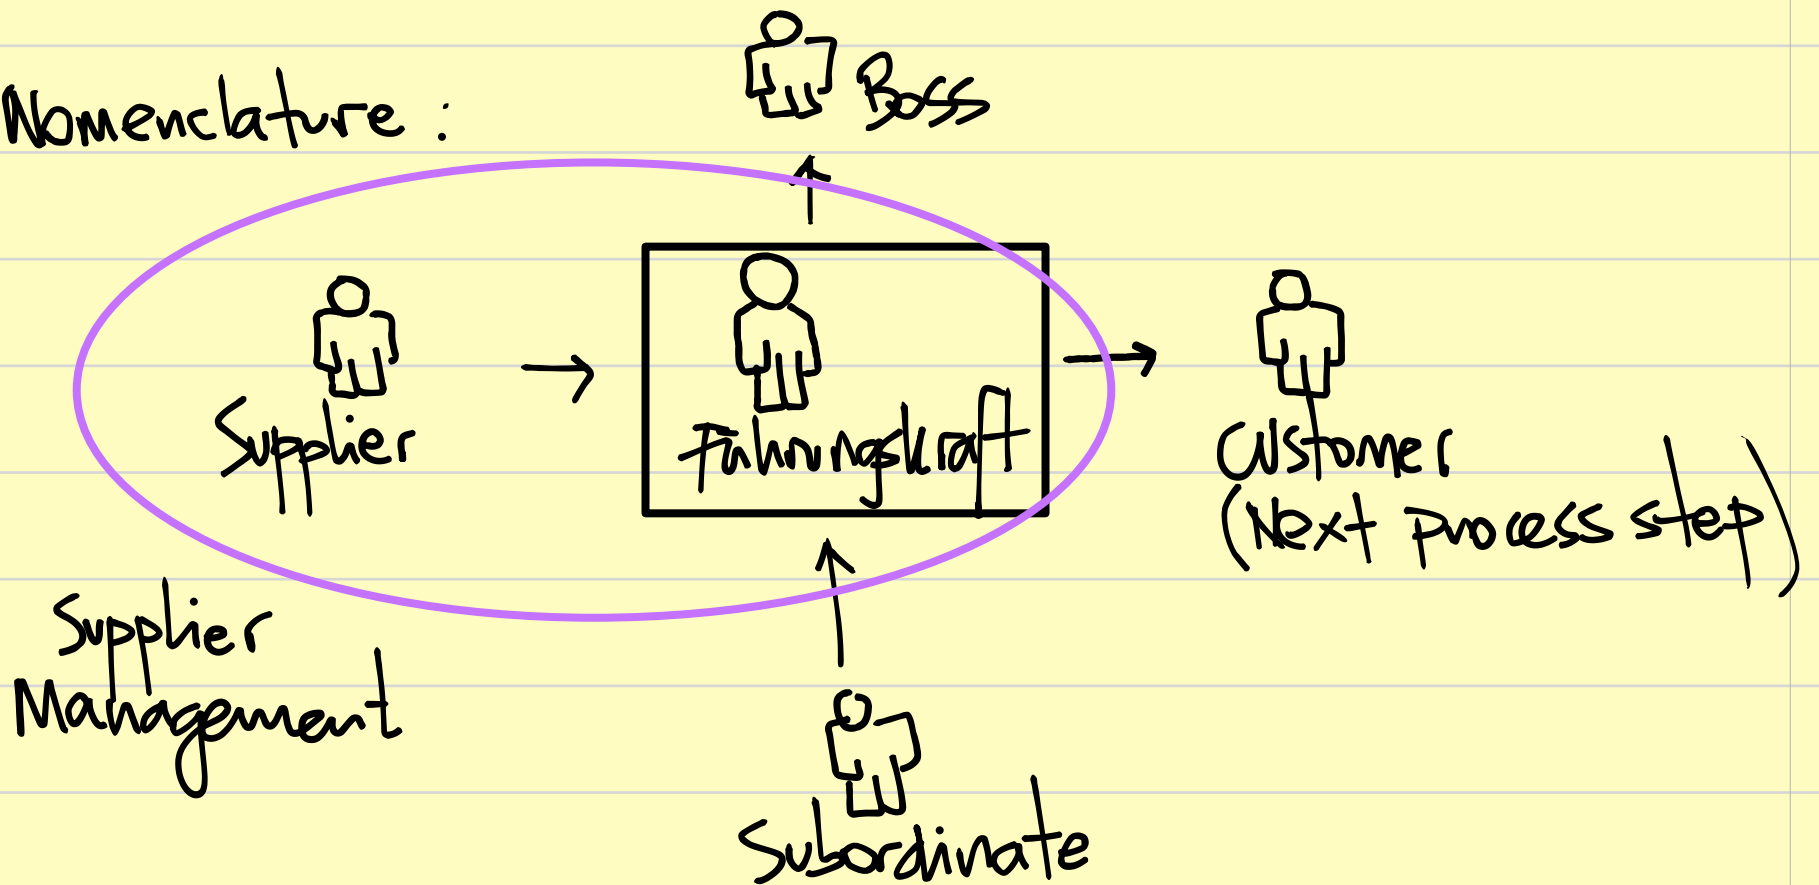 Nomenclature :
Boss
Supplier
Führungskraft
Customer
(Next process step)
Supplier
Management
Subordinate